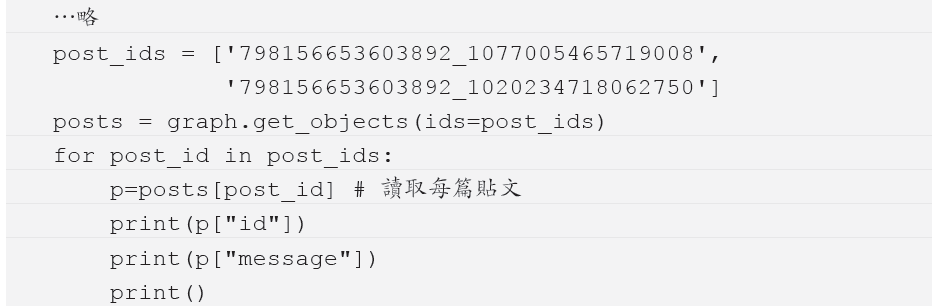 …略
post_ids = ['798156653603892_1077005465719008',
            '798156653603892_1020234718062750']
posts = graph.get_objects(ids=post_ids)
for post_id in post_ids:
    p=posts[post_id] # 讀取每篇貼文
    print(p["id"])
    print(p["message"])
    print()